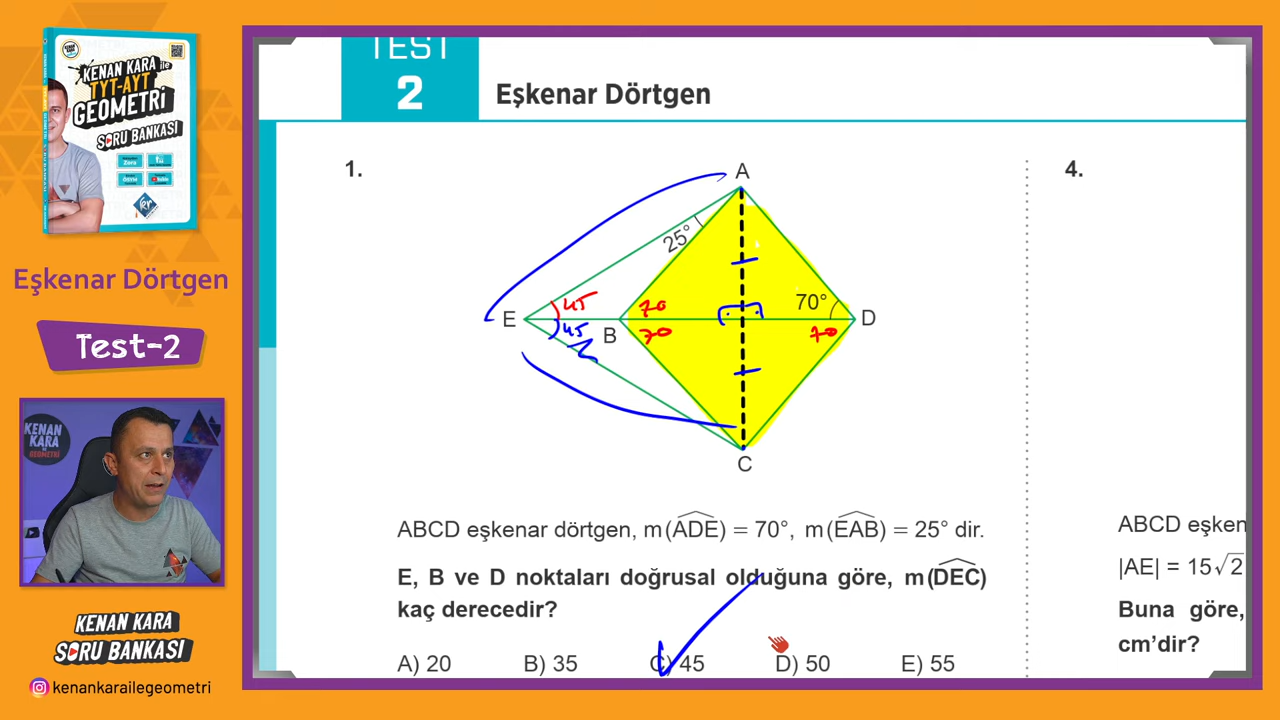 KENAN KARA ile
TYT-AYT
GEOMETRİ
SORU BANKASI
Eşkenar Dörtgen
Test-2
KENAN
KARA
GEOMETRİ
KENAN KARA
SORU BANKASI
kenankarailegeometri
TEST
2
Eşkenar Dörtgen
1.
A
25°
45
45
E
B
70
70
70°
70
D
C
ABCD eşkenar dörtgen, m(ADE) = 70°, m(EAB) = 25° dir.
E, B ve D noktaları doğrusal olduğuna göre, m(DEC)
kaç derecedir?
A) 20 B) 35 C) 45 D) 50 E) 55
4.
ABCD eşken
|AE| = 15√2
Buna göre,
cm'dir?